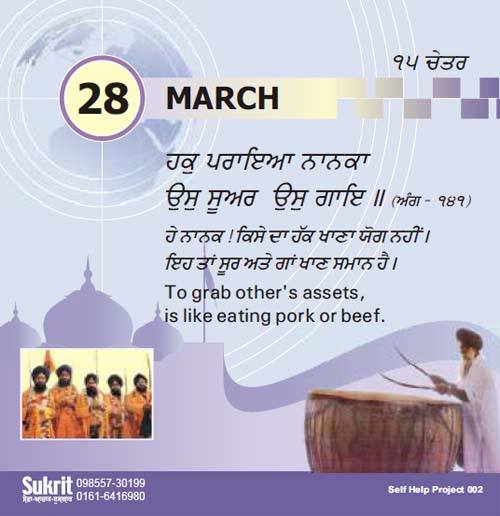 ੧੫ ਚੇਤਰ
28 MARCH
ਹਕੁ ਪਰਾਇਆ ਨਾਨਕਾ
ਉਸੁ ਸੂਅਰ ਉਸੁ ਗਾਇ ॥ (ਅੰਗ - ੧੪੧)
ਹੇ ਨਾਨਕ ! ਕਿਸੇ ਦਾ ਹੱਕ ਖਾਣਾ ਯੋਗ ਨਹੀਂ ।
ਇਹ ਤਾਂ ਸੂਰ ਅਤੇ ਗਾਂ ਖਾਣ ਸਮਾਨ ਹੈ ।
To grab other's assets,
is like eating pork or beef.
Sukrit 098557-30199
0161-6416980
Self Help Project 002